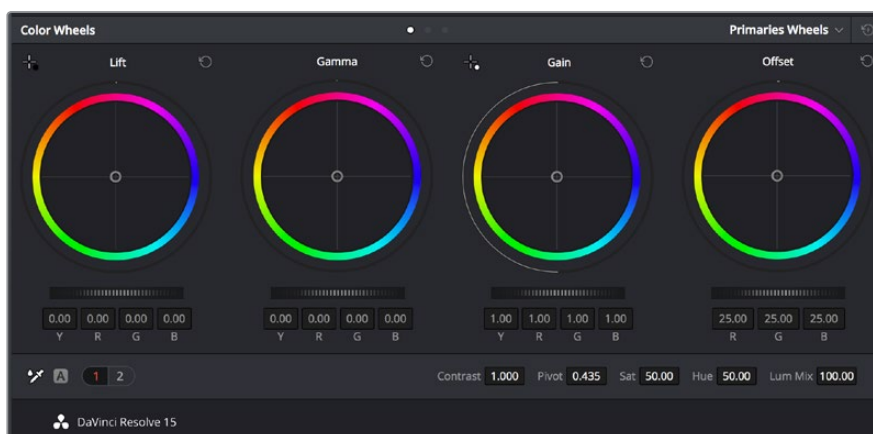 Color Wheels Primaries Wheels
Lift Gamma Gain Offset
0.00 0.00 0.00 0.00 0.00 0.00 0.00 0.00 1.00 1.00 1.00 1.00 25.00 25.00 25.00
Y R G B Y R G B Y R G B R G B
A 1 2 Contrast 1.000 Pivot 0.435 Sat 50.00 Hue 50.00 Lum Mix 100.00
DaVinci Resolve 15